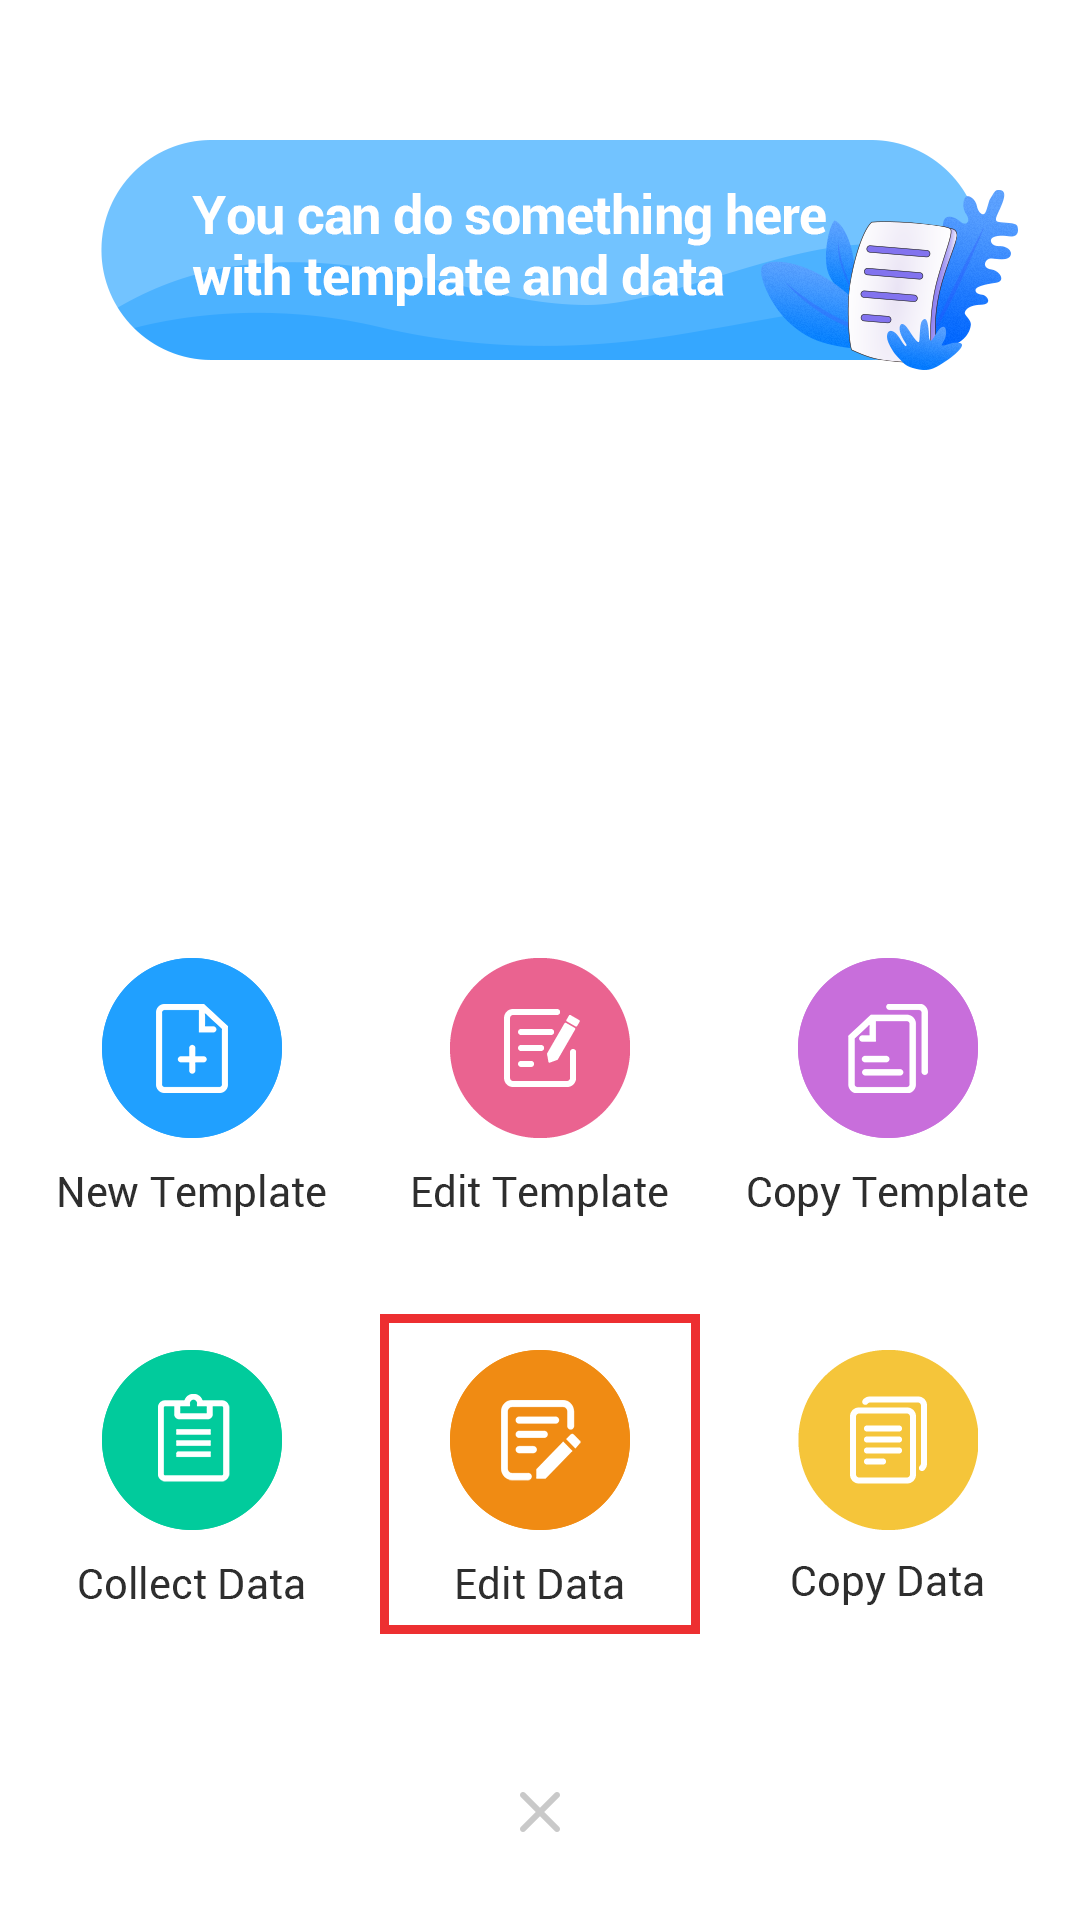 You can do something here
with template and data
New Template
Edit Template
Copy Template
Collect Data
Edit Data
Copy Data